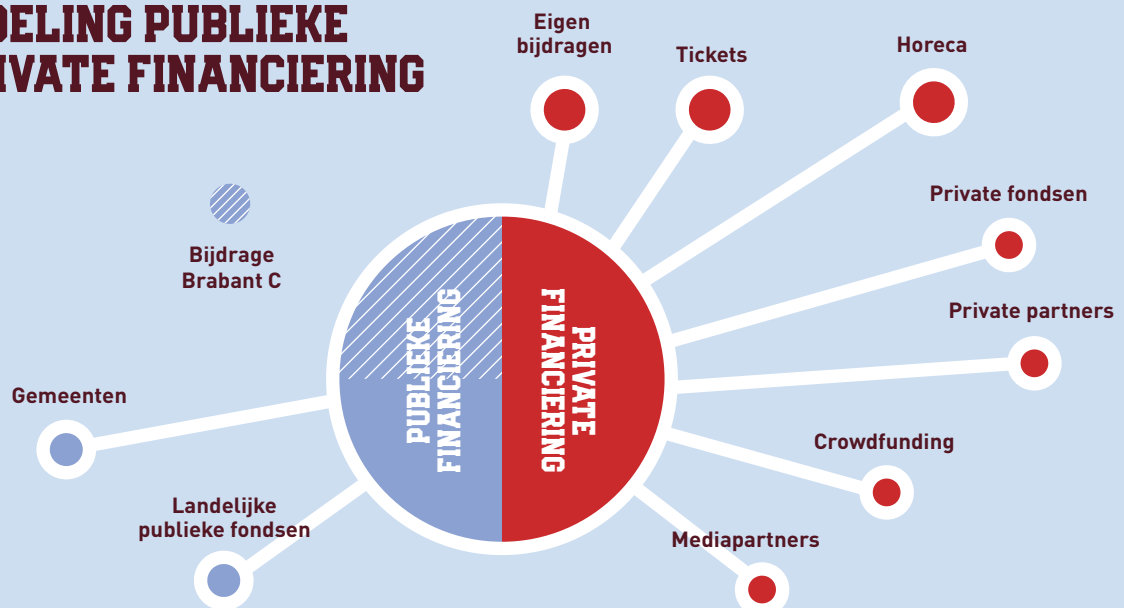 DELING PUBLIEKE
IVATE FINANCIERING
Eigen
bijdragen
Tickets
Horeca
Bijdrage
Brabant C
Private fondsen
Private partners
PUBLIEKE
FINANCIERING
PRIVATE
FINANCIERING
Gemeenten
Crowdfunding
Landelijke
publieke fondsen
Mediapartners